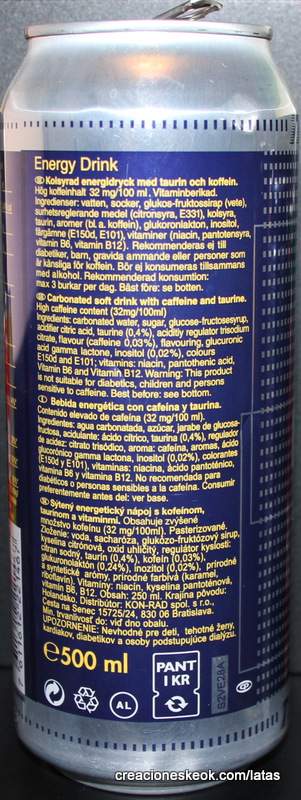 Energy Drink
Kolsyrad energidryck med taurin och koffein.
Hög koffeinhalt 32 mg/100 ml. Vitaminberikad.
Ingredienser: vatten, socker, glukos-fruktossirap (vete),
surhetsreglerande medel (citronsyra, E331), kolsyra,
taurin, aromer (bl a. koffein), glukoronlakton, inositol,
färgämne (E150d, E101), vitaminer (niacin, pantotensyra,
vitamin B6, vitamin B12). Rekommenderas ej till
diabetiker, barn, gravida ammande eller personer som
är känsliga för koffein. Bör ej konsumeras tillsammans
med alkohol. Rekommenderad konsumtion:
max 3 burkar per dag. Bäst före: se botten.
Carbonated soft drink with caffeine and taurine.
High caffeine content (32mg/100ml)
Ingredients: carbonated water, sugar, glucose-fructosesyrup,
acidifier citric acid, taurine (0,4%), acidity regulator trisodium
citrate, flavour (caffeine 0,03%), flavouring, glucuronic
acid gamma lactone, inositol (0,02%), colours
E150d and E101; vitamins: niacin, pantothenic acid,
Vitamin B6 and Vitamin B12. Warning: This product
is not suitable for diabetics, children and persons
sensitive to caffeine. Best before: see bottom.
Bebida energética con cafeína y taurina.
Contenido elevado de cafeína (32 mg/100 ml).
Ingredientes: agua carbonatada, azúcar, jarabe de glucosa-
fructosa, acidulante: ácido cítrico, taurina (0,4%), regulador
de acidez: citrato trisódico, aroma: cafeína, aromas, ácido
glucorónico gamma lactona, inositol (0,02%), colorantes
(E150d y E101), vitaminas: niacina, ácido pantoténico,
vitamina B6 y vitamina B12. No recomendada para
diabéticos o personas sensibles a la cafeína. Consumir
preferentemente antes del: ver base.
Sýtený energetický nápoj s kofeínom,
taurínom a vitamínmi. Obsahuje zvýšené
množstvo kofeínu (32 mg/100ml). Pasterizované.
Zloženie: voda, sacharóza, glukózo-fruktózový sirup,
kyselina citrónová, oxid uhličitý, regulátor kyslosti:
citran sodný, taurín (0,4%), kofeín (0,03%),
glukuronolaktón (0,24%), inozitol (0,02%), prírodné
a syntetické arómy, prírodné farbivá (karamel,
riboflavín). Vitamíny: niacín, kyselina pantoténová,
vitamín B6, B12. Obsah: 250 ml. Krajina pôvodu:
Holandsko. Distribútor: KON-RAD spol. s r.o.,
Cesta na Senec 15725/24, 830 06 Bratislava.
Min. trvanlivosť do: viď dno obalu.
UPOZORNENIE: Nevhodné pre deti, tehotné ženy,
kardiakov, diabetikov a osoby podstupujúce dialýzu.
℮500 ml
PANT
1 KR
AL
S2VE28A
creacioneskeok.com/latas